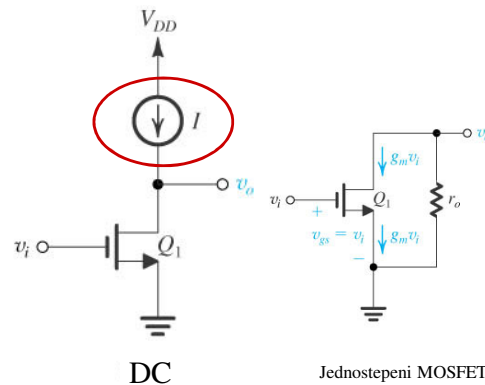 V_DD
I
v_o
v_i
Q_1
DC
g_m v_i
v_i
Q_1
r_o
+
v_gs = v_i
g_m v_i
−
Jednostepeni MOSFET